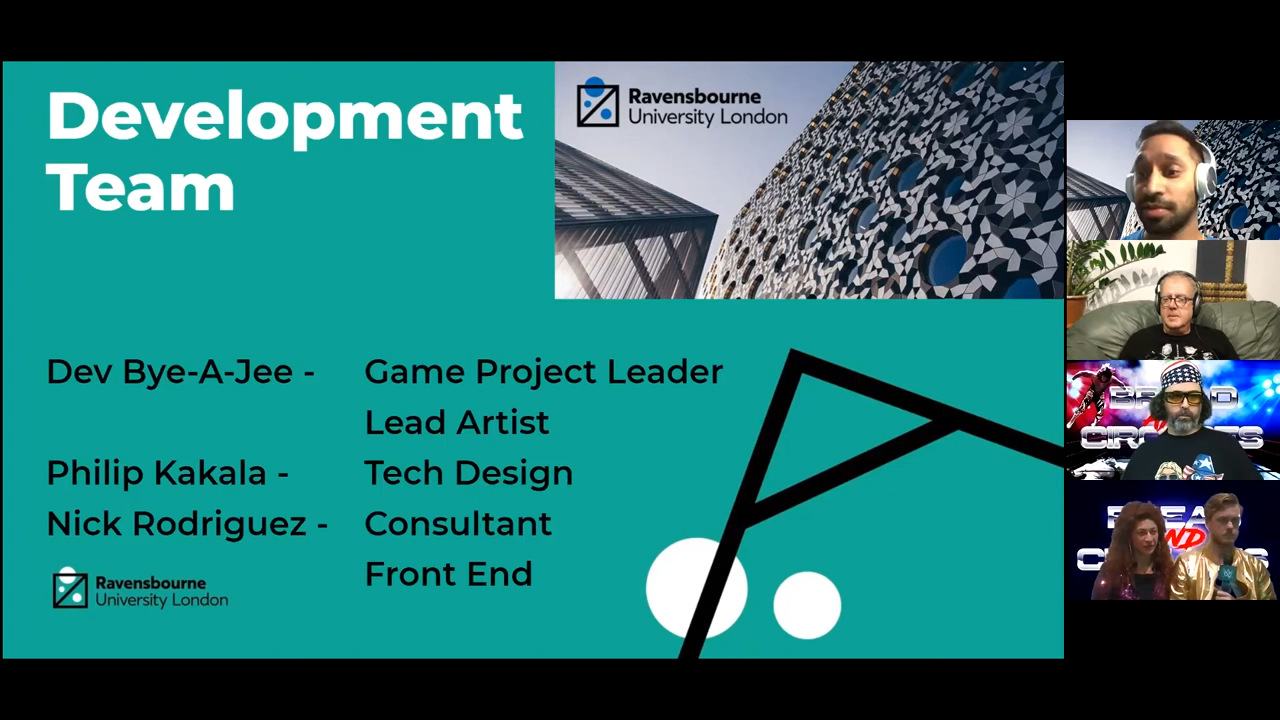 Development
Team
Ravensbourne
University London
Dev Bye-A-Jee - Game Project Leader
Lead Artist
Philip Kakala - Tech Design
Nick Rodriguez - Consultant
Front End
Ravensbourne
University London